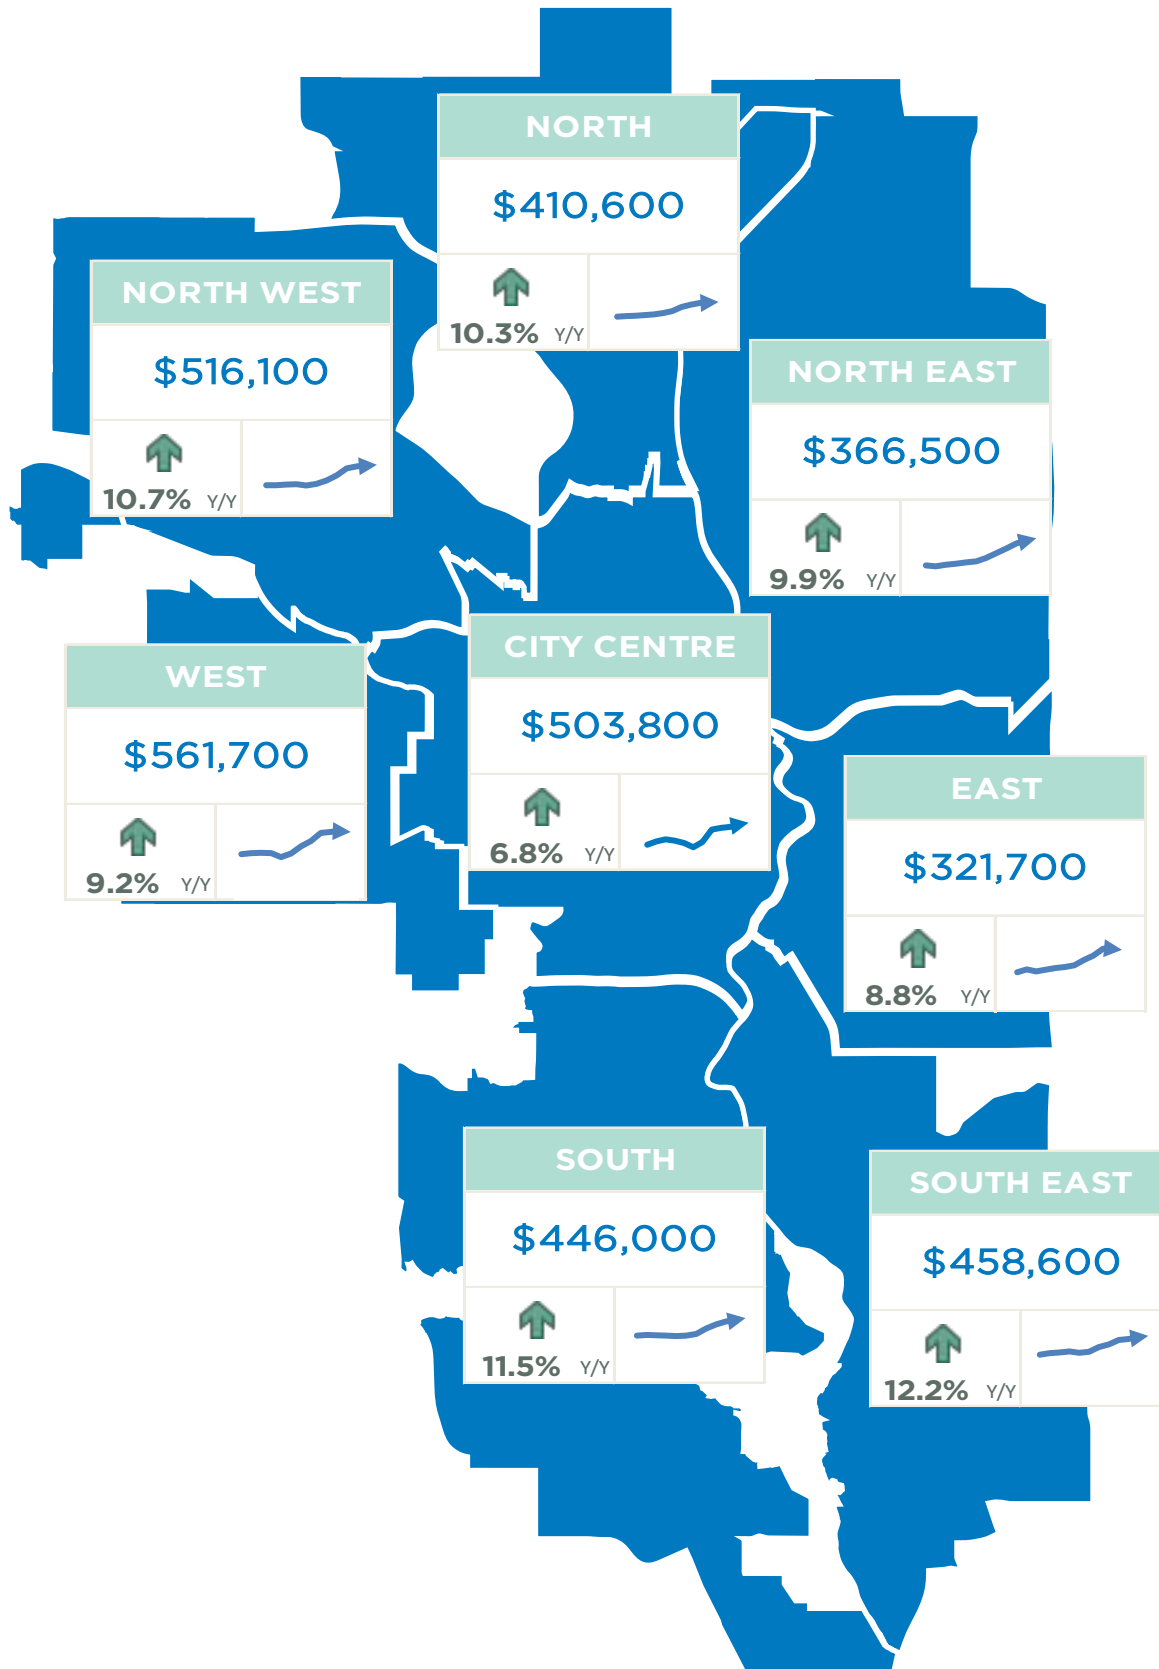 NORTH
$410,600
10.3% Y/Y
NORTH WEST
$516,100
10.7% Y/Y
NORTH EAST
$366,500
9.9% Y/Y
CITY CENTRE
$503,800
6.8% Y/Y
WEST
$561,700
9.2% Y/Y
EAST
$321,700
8.8% Y/Y
SOUTH
$446,000
11.5% Y/Y
SOUTH EAST
$458,600
12.2% Y/Y